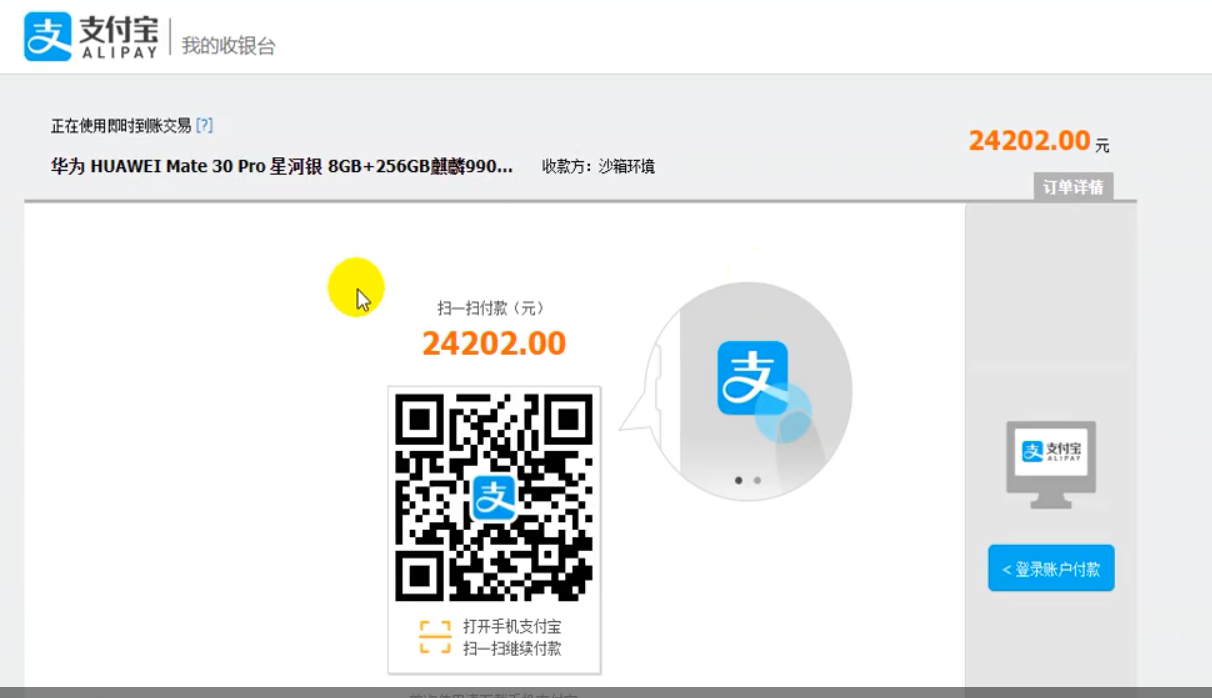 支付宝
ALIPAY
我的收银台
正在使用即时到账交易 [?]
24202.00 元
华为 HUAWEI Mate 30 Pro 星河银 8GB+256GB麒麟990...
收款方：沙箱环境
订单详情
扫一扫付款（元）
24202.00
支
支
支付宝
ALIPAY
< 登录账户付款
打开手机支付宝
扫一扫继续付款